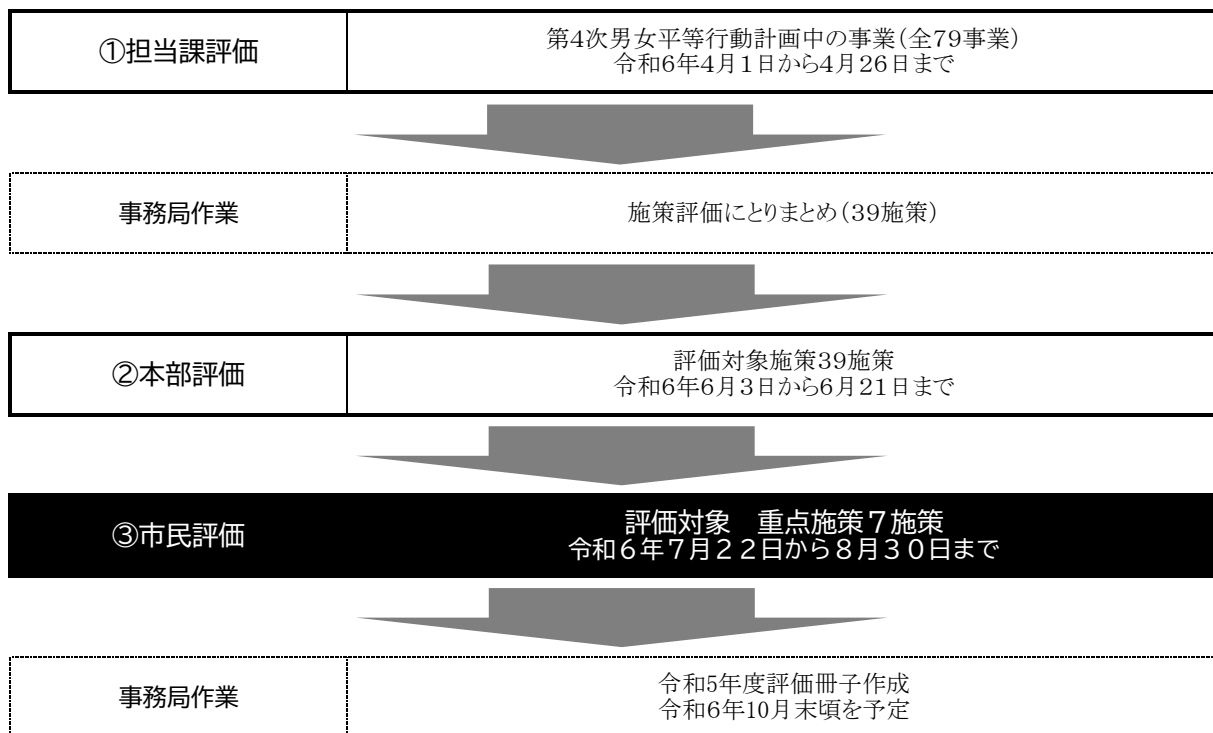 ①担当課評価
第4次男女平等行動計画中の事業(全79事業)
令和6年4月1日から4月26日まで
事務局作業
施策評価にとりまとめ(39施策)
②本部評価
評価対象施策39施策
令和6年6月3日から6月21日まで
③市民評価
評価対象　重点施策７施策
令和６年７月２２日から８月３０日まで
事務局作業
令和5年度評価冊子作成
令和6年10月末頃を予定